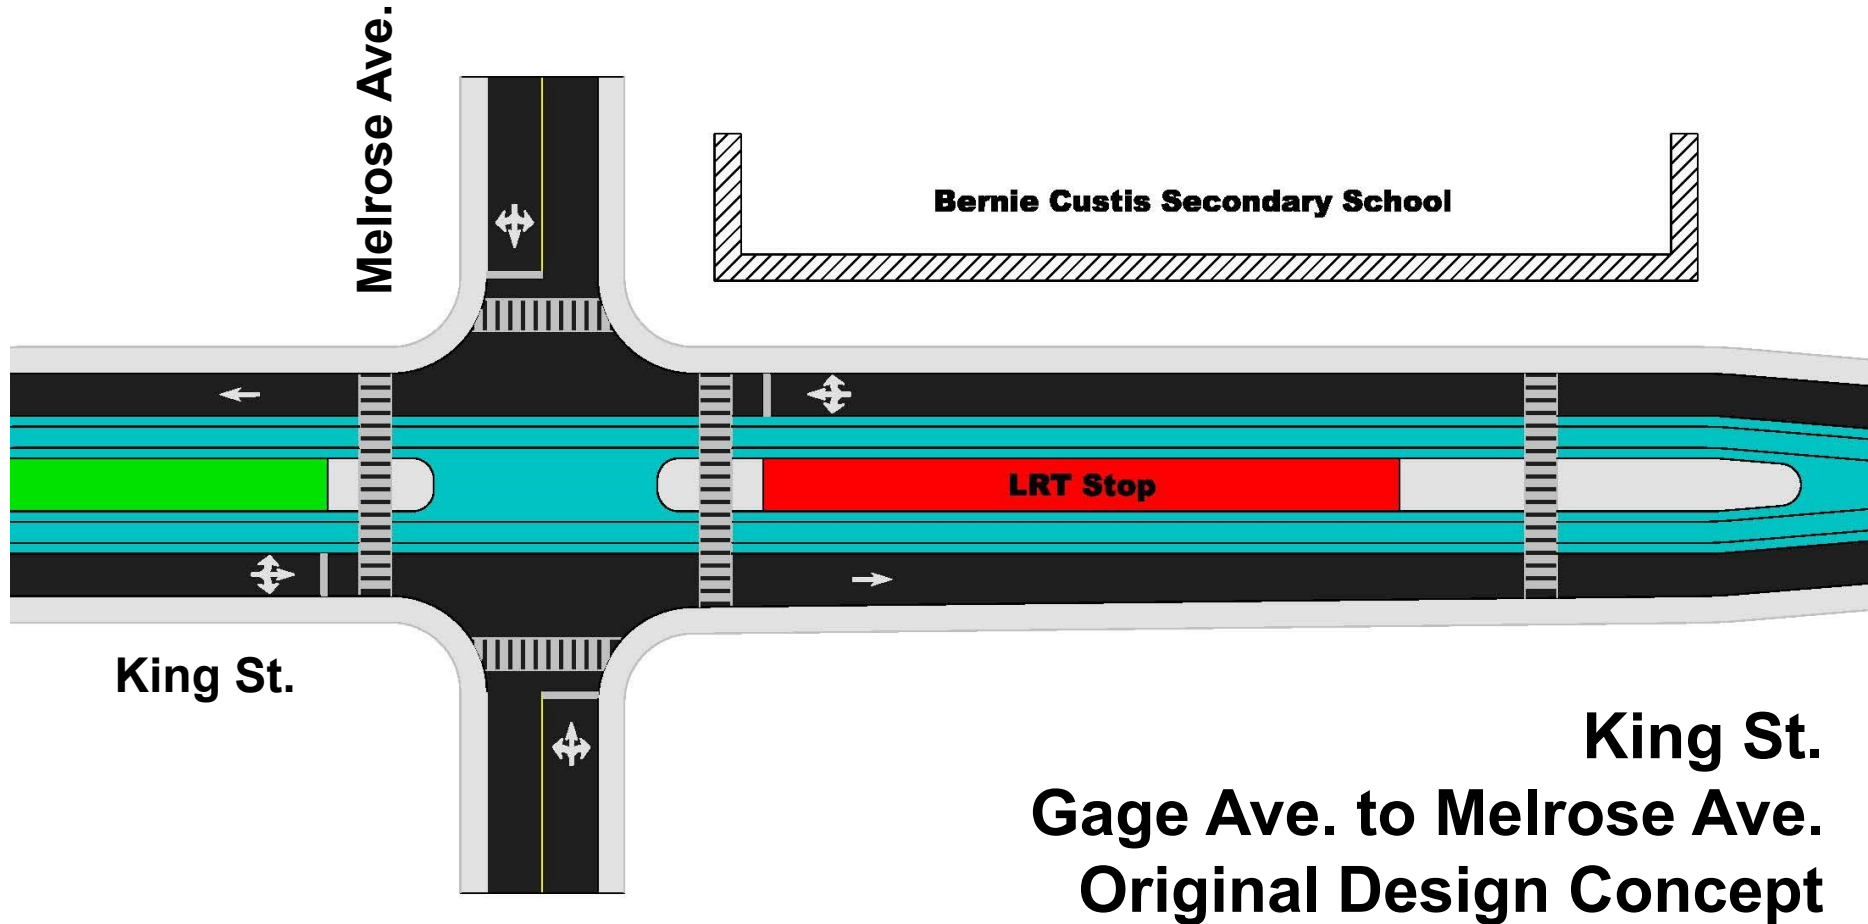 Melrose Ave.
Bernie Custis Secondary School
LRT Stop
King St.
King St.
Gage Ave. to Melrose Ave.
Original Design Concept